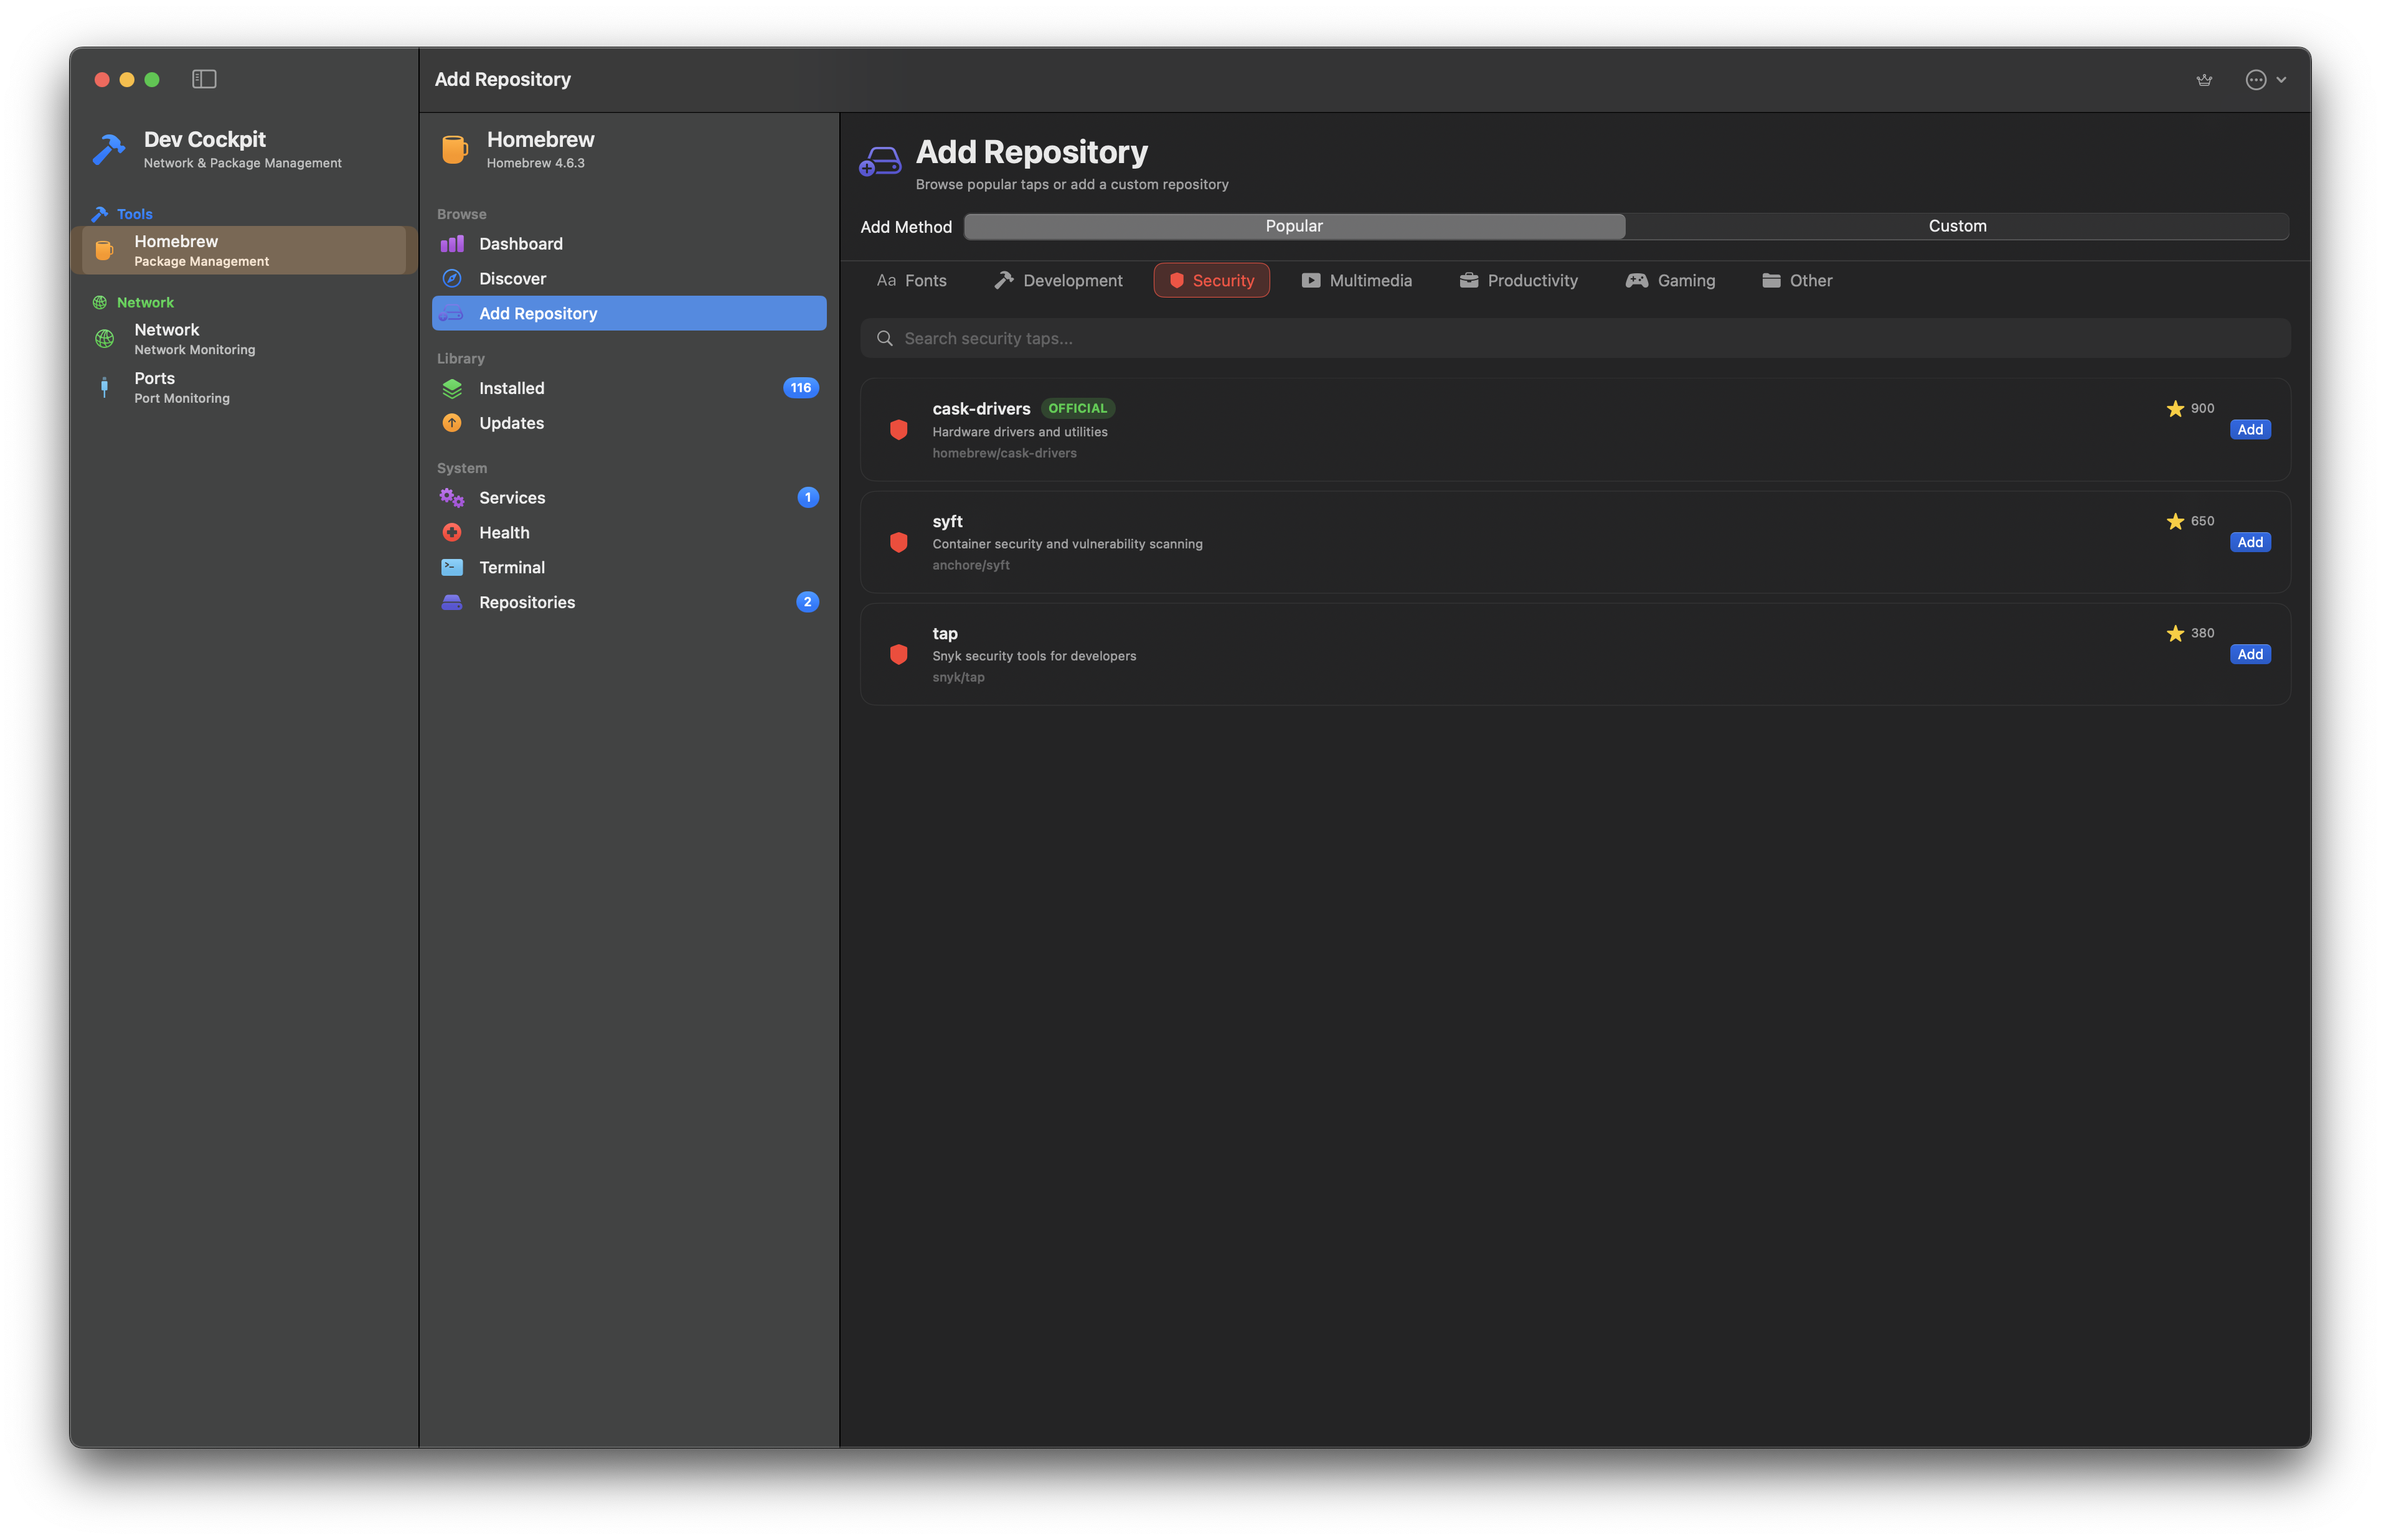 Add Repository
Dev Cockpit
Network & Package Management
Tools
Homebrew
Package Management
Network
Network
Network Monitoring
Ports
Port Monitoring
Homebrew
Homebrew 4.6.3
Browse
Dashboard
Discover
Add Repository
Library
Installed 116
Updates
System
Services 1
Health
Terminal
Repositories 2
Add Repository
Browse popular taps or add a custom repository
Add Method Popular Custom
Aa Fonts Development Security Multimedia Productivity Gaming Other
Search security taps...
cask-drivers OFFICIAL 900
Hardware drivers and utilities
Add
homebrew/cask-drivers
syft 650
Container security and vulnerability scanning
Add
anchore/syft
tap 380
Snyk security tools for developers
Add
snyk/tap